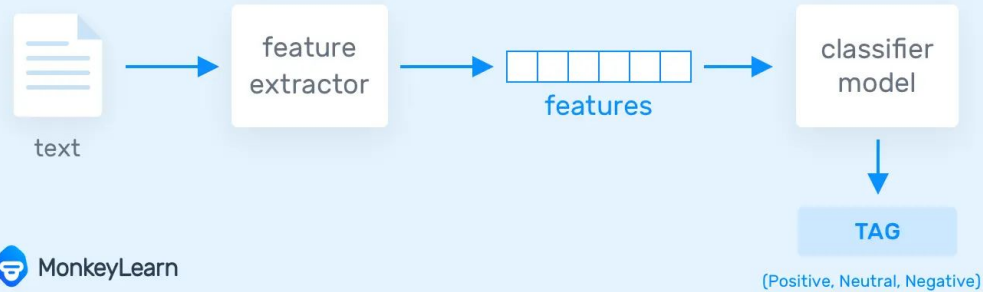 text
feature
extractor
features
classifier
model
TAG
(Positive, Neutral, Negative)
MonkeyLearn